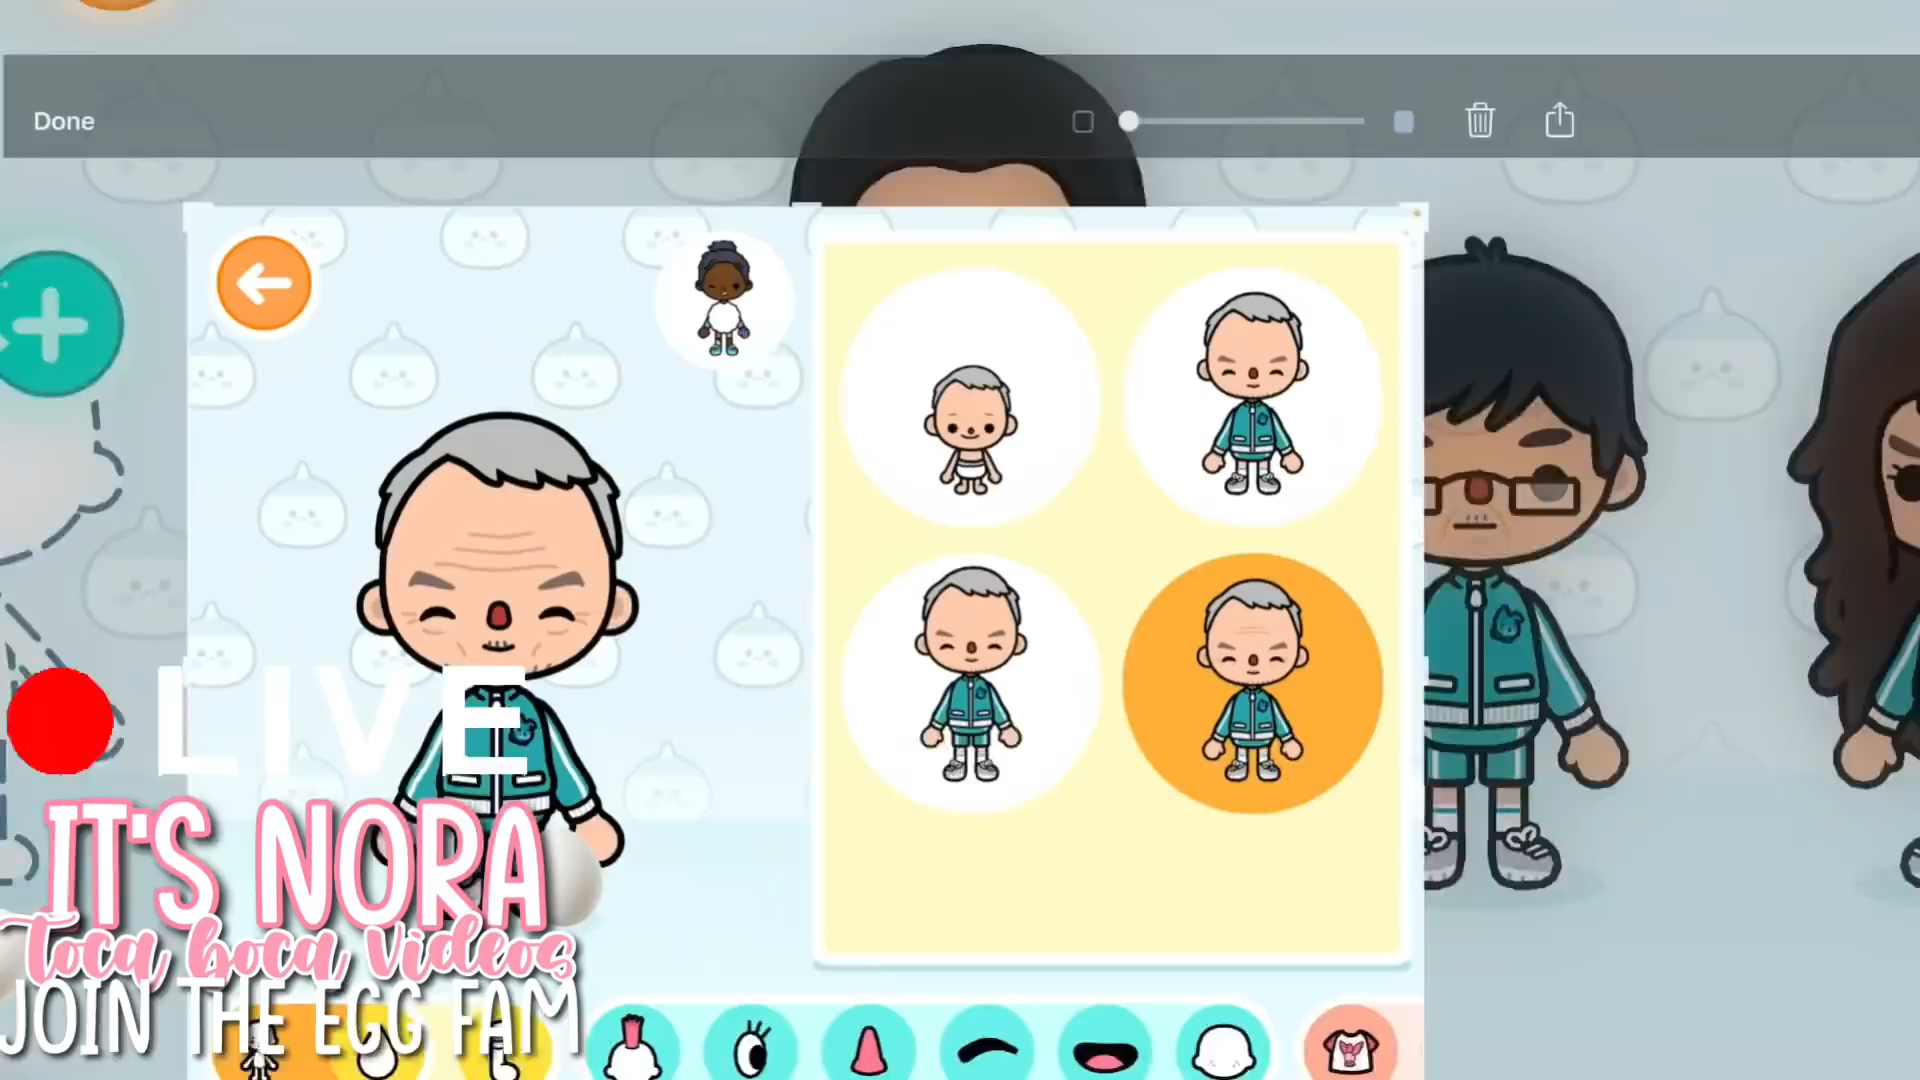 Done
LIVE
IT'S NORA
Toca boca Videos
JOIN THE EGG FAM